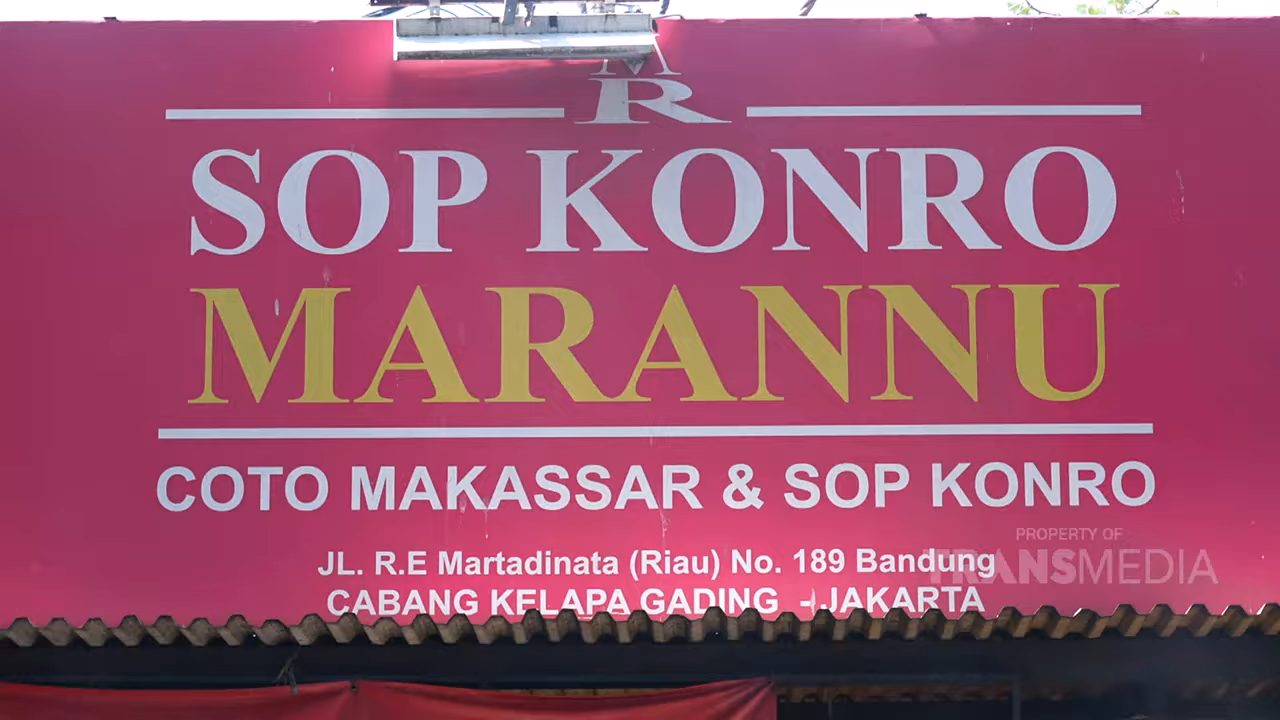 MR
SOP KONRO
MARANNU
COTO MAKASSAR & SOP KONRO
JL. R.E Martadinata (Riau) No. 189 Bandung
CABANG KELAPA GADING - JAKARTA
PROPERTY OF
TRANSMEDIA